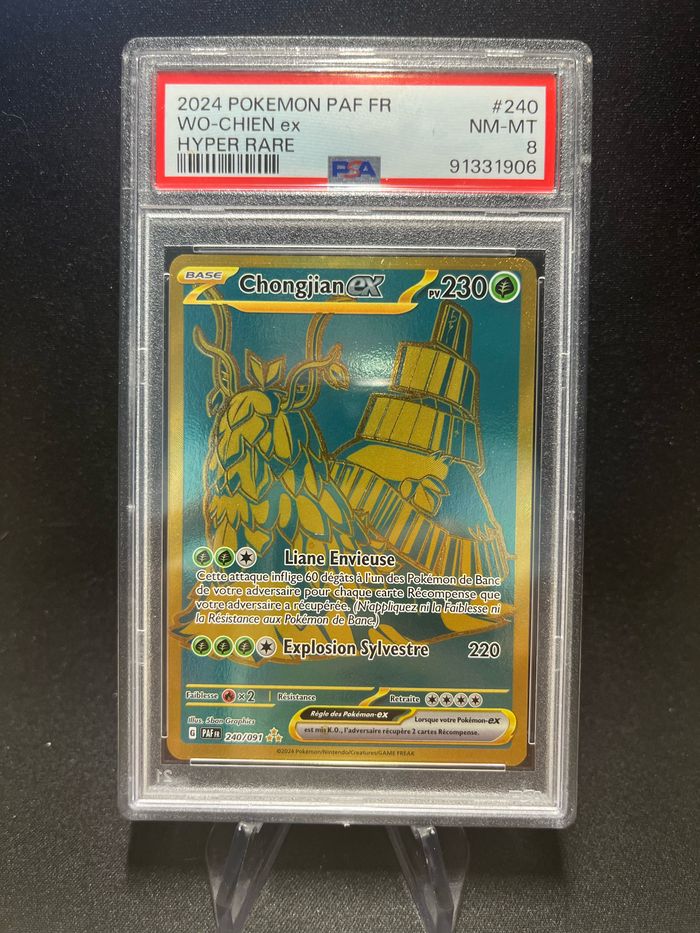 2024 POKEMON PAF FR #240
WO-CHIEN ex NM-MT
HYPER RARE 8
PSA 91331906
BASE Chongjian ex PV 230
Liane Envieuse
Cette attaque inflige 60 dégâts à l'un des Pokémon de Banc
de votre adversaire pour chaque carte Récompense que
votre adversaire a récupérée. (N'appliquez ni la Faiblesse ni
la Résistance aux Pokémon de Banc.)
Explosion Sylvestre 220
Faiblesse ×2 Résistance Retraite
Illus. 5ban Graphics
Règle des Pokémon-ex Lorsque votre Pokémon-ex
est mis K.O., l'adversaire récupère 2 cartes Récompense.
G PAF FR 240/091
©2024 Pokémon/Nintendo/Creatures/GAME FREAK